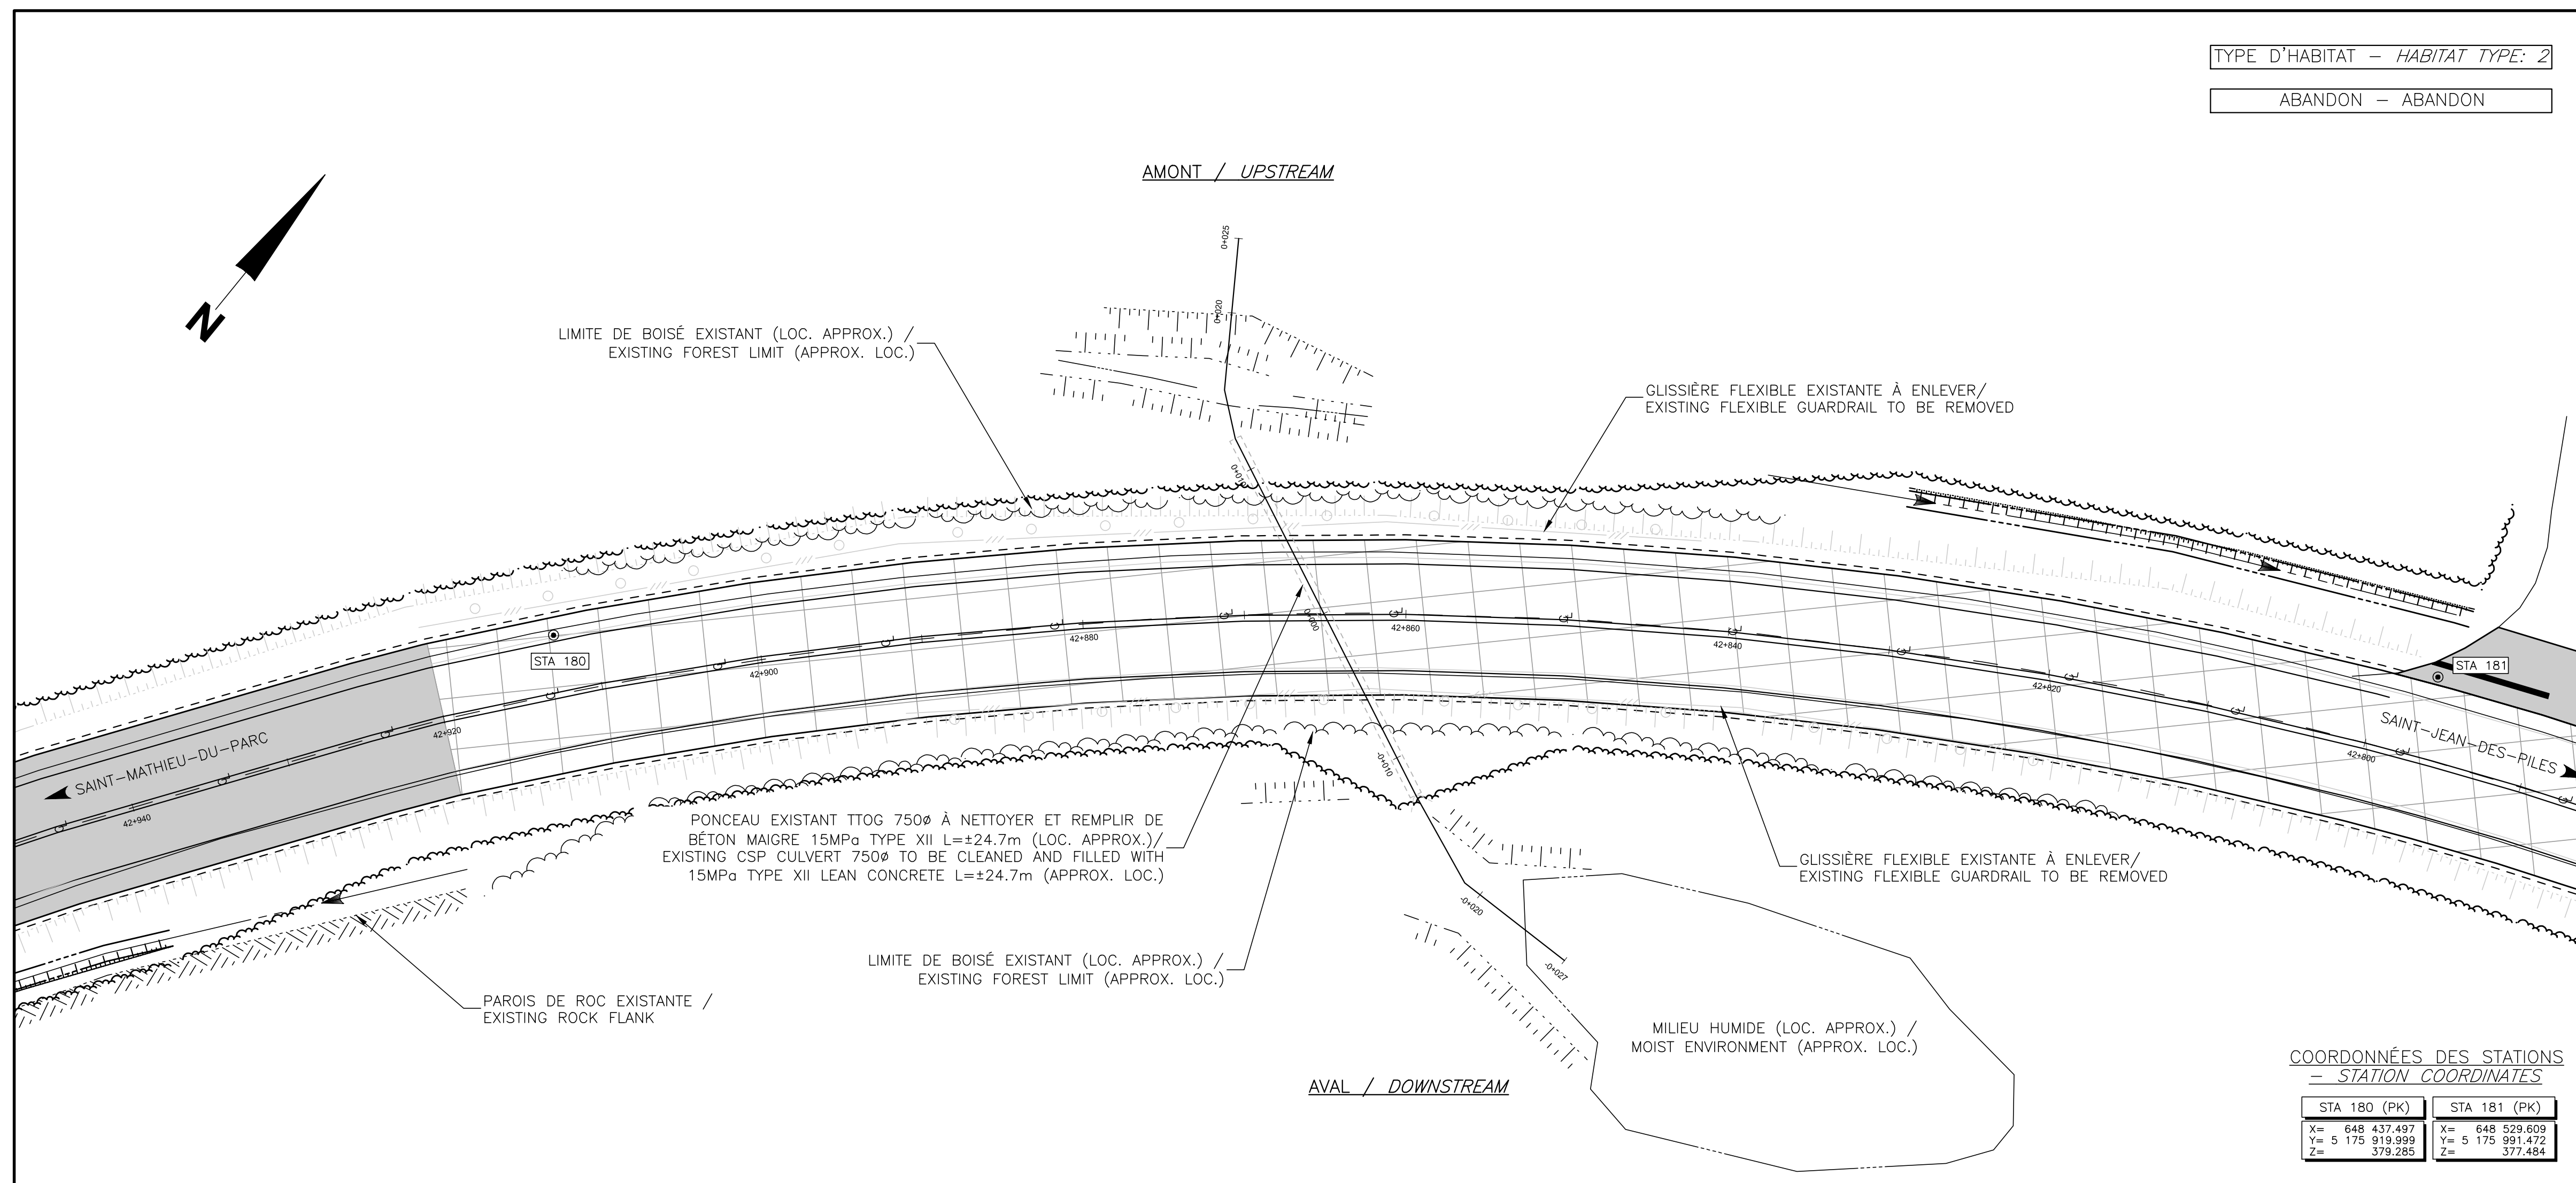 TYPE D'HABITAT – HABITAT TYPE: 2
ABANDON – ABANDON
AMONT / UPSTREAM
N
0+025
0+020
LIMITE DE BOISÉ EXISTANT (LOC. APPROX.) /
EXISTING FOREST LIMIT (APPROX. LOC.)
GLISSIÈRE FLEXIBLE EXISTANTE À ENLEVER/
EXISTING FLEXIBLE GUARDRAIL TO BE REMOVED
0+010
0+000
-0+010
-0+020
-0+027
STA 180
STA 181
42+940
42+920
42+900
42+880
42+860
42+840
42+820
42+800
SAINT-MATHIEU-DU-PARC
SAINT-JEAN-DES-PILES
PONCEAU EXISTANT TTOG 750ø À NETTOYER ET REMPLIR DE
BÉTON MAIGRE 15MPa TYPE XII L=±24.7m (LOC. APPROX.)/
EXISTING CSP CULVERT 750ø TO BE CLEANED AND FILLED WITH
15MPa TYPE XII LEAN CONCRETE L=±24.7m (APPROX. LOC.)
GLISSIÈRE FLEXIBLE EXISTANTE À ENLEVER/
EXISTING FLEXIBLE GUARDRAIL TO BE REMOVED
LIMITE DE BOISÉ EXISTANT (LOC. APPROX.) /
EXISTING FOREST LIMIT (APPROX. LOC.)
PAROIS DE ROC EXISTANTE /
EXISTING ROCK FLANK
MILIEU HUMIDE (LOC. APPROX.) /
MOIST ENVIRONMENT (APPROX. LOC.)
AVAL / DOWNSTREAM
COORDONNÉES DES STATIONS
– STATION COORDINATES
STA 180 (PK)
X= 648 437.497
Y= 5 175 919.999
Z= 379.285
STA 181 (PK)
X= 648 529.609
Y= 5 175 991.472
Z= 377.484